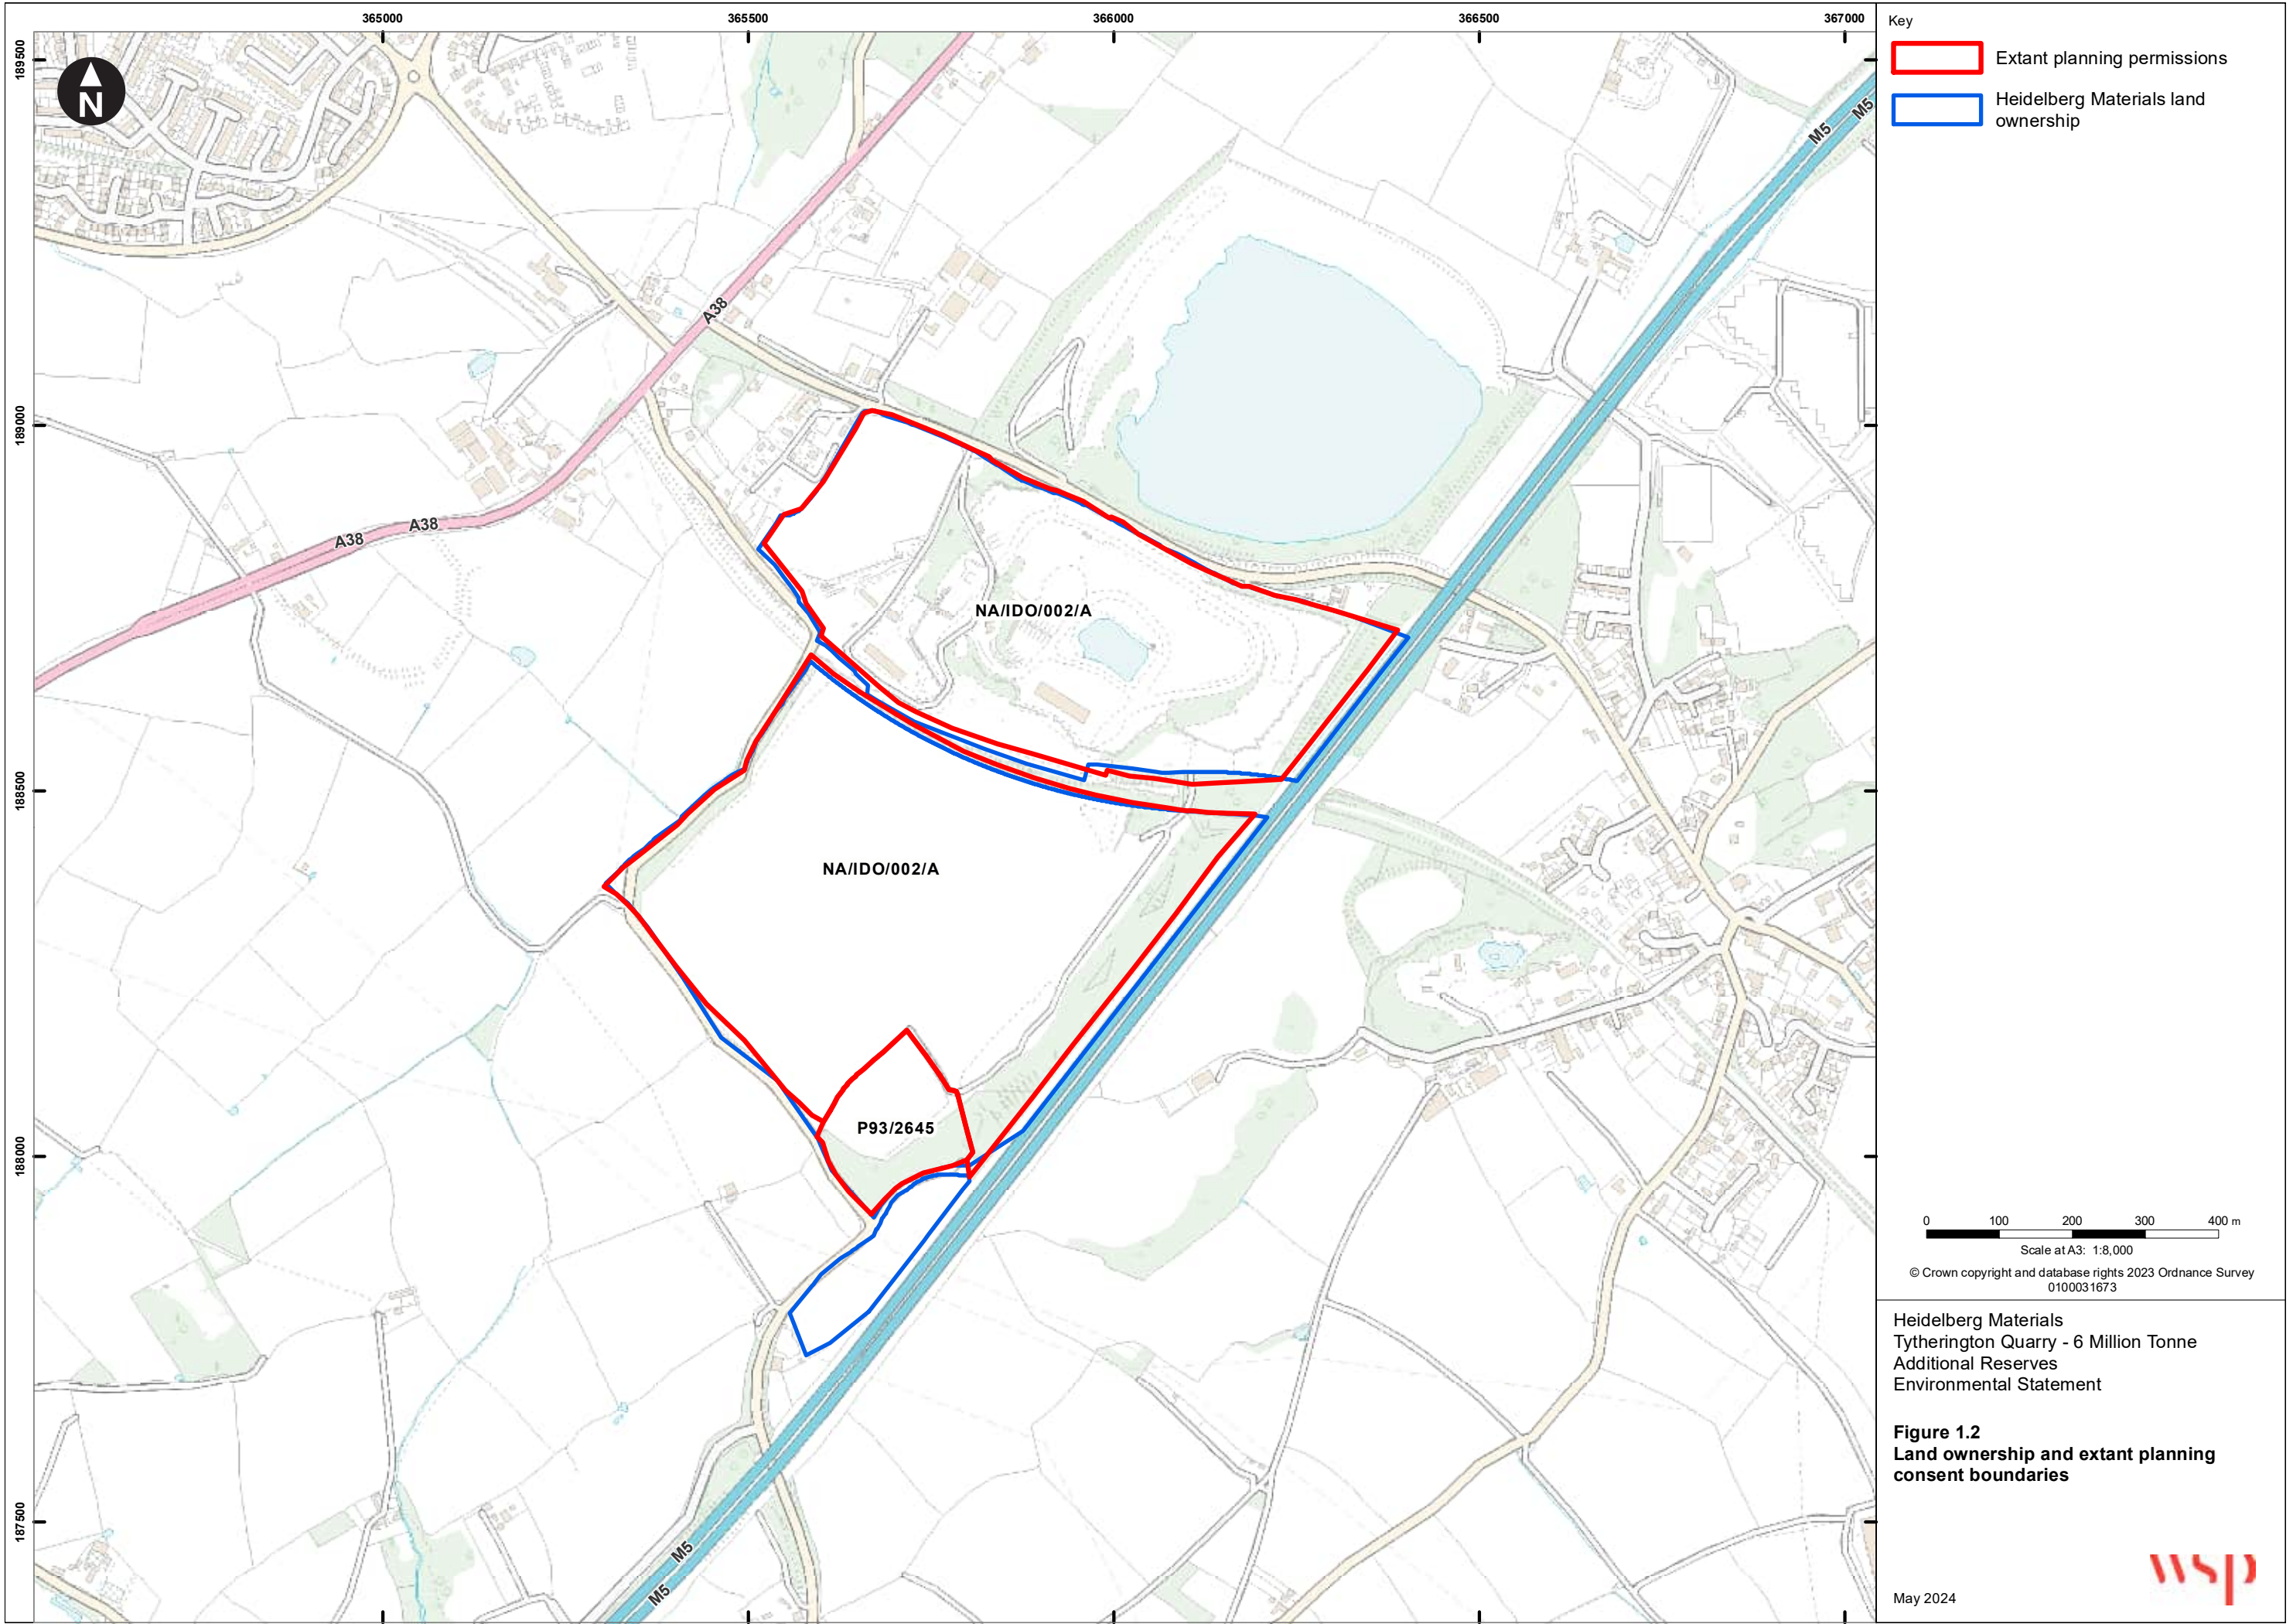 365000
365500
366000
366500
367000
189500
189000
188500
188000
187500
N
A38
A38
A38
M5
M5
M5
M5
NA/IDO/002/A
NA/IDO/002/A
P93/2645
Key
Extant planning permissions
Heidelberg Materials land
ownership
0 100 200 300 400 m
Scale at A3: 1:8,000
© Crown copyright and database rights 2023 Ordnance Survey
0100031673
Heidelberg Materials
Tytherington Quarry - 6 Million Tonne
Additional Reserves
Environmental Statement
Figure 1.2
Land ownership and extant planning
consent boundaries
May 2024
wsp